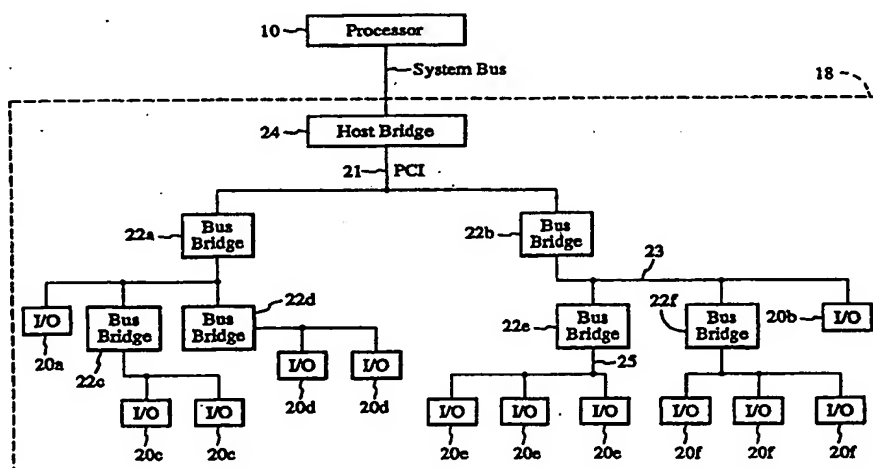 10 Processor
System Bus
18
24 Host Bridge
21 PCI
22a Bus Bridge
22b Bus Bridge
23
I/O
20a
Bus Bridge
22c
Bus Bridge
22d
22e Bus Bridge
22f
Bus Bridge
20b I/O
25
I/O
20c
I/O
20c
I/O
20d
I/O
20d
I/O
20e
I/O
20e
I/O
20e
I/O
20f
I/O
20f
I/O
20f